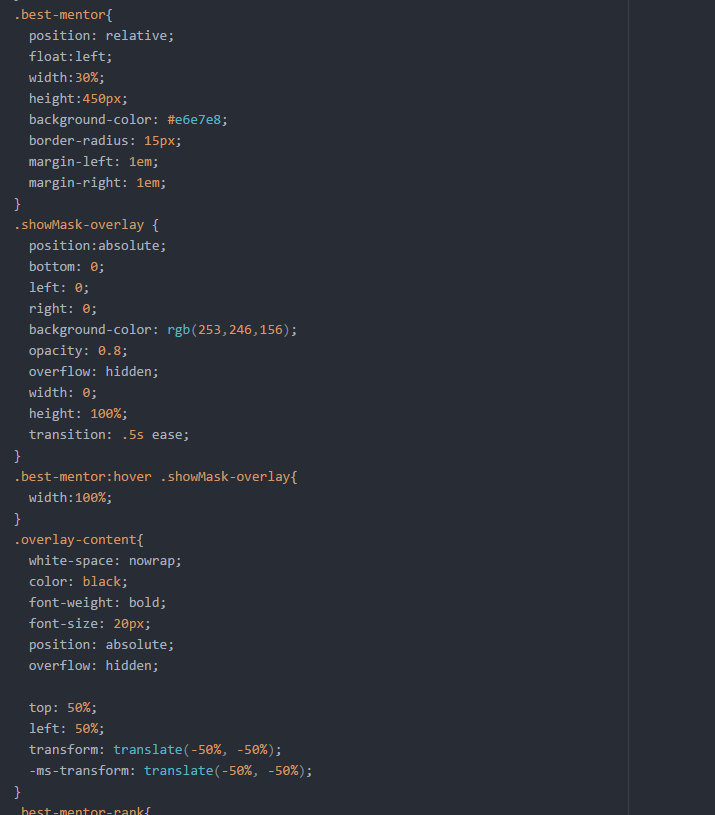 }
.best-mentor{
  position: relative;
  float:left;
  width:30%;
  height:450px;
  background-color: #e6e7e8;
  border-radius: 15px;
  margin-left: 1em;
  margin-right: 1em;
}
.showMask-overlay {
  position:absolute;
  bottom: 0;
  left: 0;
  right: 0;
  background-color: rgb(253,246,156);
  opacity: 0.8;
  overflow: hidden;
  width: 0;
  height: 100%;
  transition: .5s ease;
}
.best-mentor:hover .showMask-overlay{
  width:100%;
}
.overlay-content{
  white-space: nowrap;
  color: black;
  font-weight: bold;
  font-size: 20px;
  position: absolute;
  overflow: hidden;

  top: 50%;
  left: 50%;
  transform: translate(-50%, -50%);
  -ms-transform: translate(-50%, -50%);
}
.best-mentor-rank{